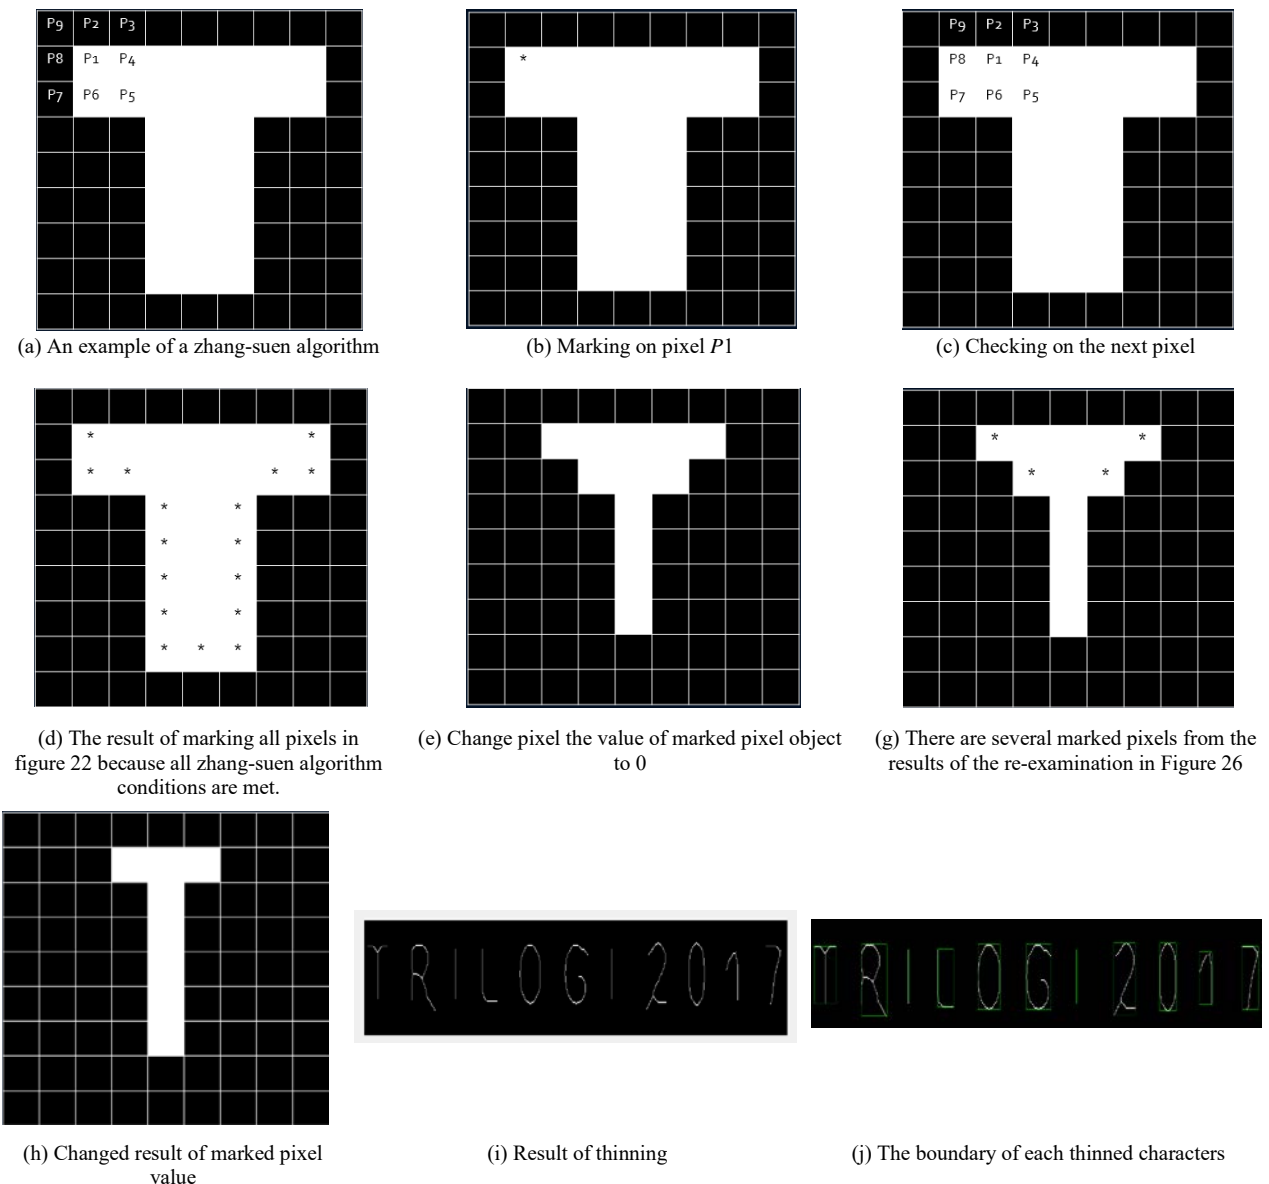 P9 P2 P3
P8 P1 P4
P7 P6 P5
*
P9 P2 P3
P8 P1 P4
P7 P6 P5
(a) An example of a zhang-suen algorithm
(b) Marking on pixel P1
(c) Checking on the next pixel
* *
* * * *
* *
* *
* *
* *
* * *
* *
* *
(d) The result of marking all pixels in
figure 22 because all zhang-suen algorithm
conditions are met.
(e) Change pixel the value of marked pixel object
to 0
(g) There are several marked pixels from the
results of the re-examination in Figure 26
TRILOGI 2017
TRILOGI 2017
(h) Changed result of marked pixel
value
(i) Result of thinning
(j) The boundary of each thinned characters